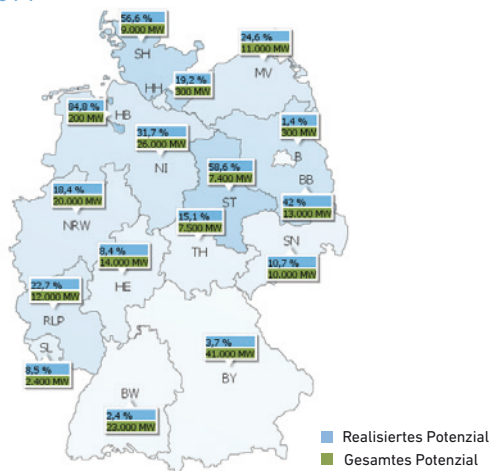 56,6 %
9.000 MW
SH
24,6 %
11.000 MW
MV
19,2 %
300 MW
HH
84,8 %
200 MW
HB
31,7 %
26.000 MW
NI
1,4 %
300 MW
B
BB
58,6 %
7.400 MW
ST
42 %
13.000 MW
18,4 %
20.000 MW
NRW
15,1 %
7.500 MW
TH
SN
10,7 %
10.000 MW
8,4 %
14.000 MW
HE
22,7 %
12.000 MW
RLP
SL
8,5 %
2.400 MW
3,7 %
41.000 MW
BY
BW
2,4 %
23.000 MW
Realisiertes Potenzial
Gesamtes Potenzial